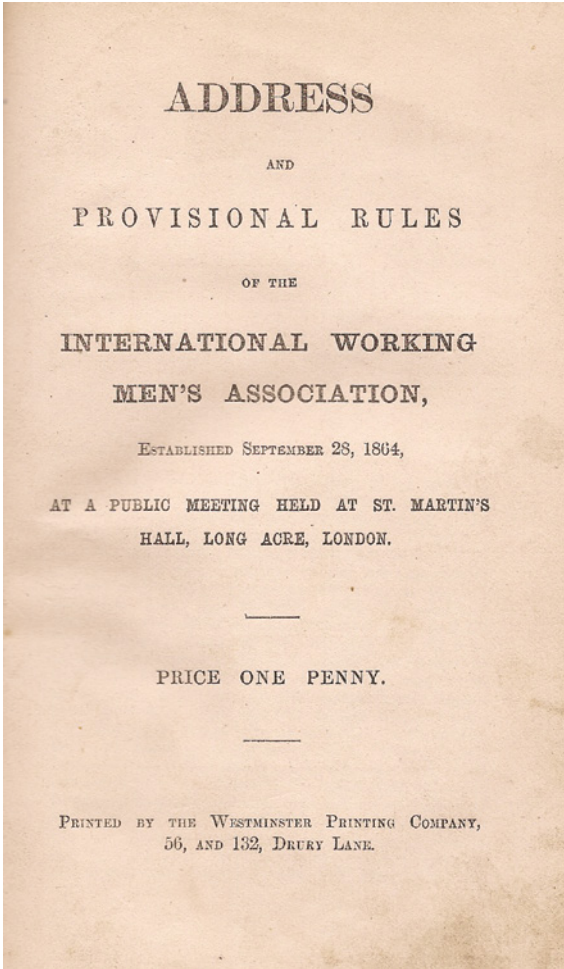 ADDRESS
AND
PROVISIONAL RULES
OF THE
INTERNATIONAL WORKING
MEN'S ASSOCIATION,
ESTABLISHED SEPTEMBER 28, 1864,
AT A PUBLIC MEETING HELD AT ST. MARTIN'S
HALL, LONG ACRE, LONDON.
PRICE ONE PENNY.
PRINTED BY THE WESTMINSTER PRINTING COMPANY,
56, AND 132, DRURY LANE.